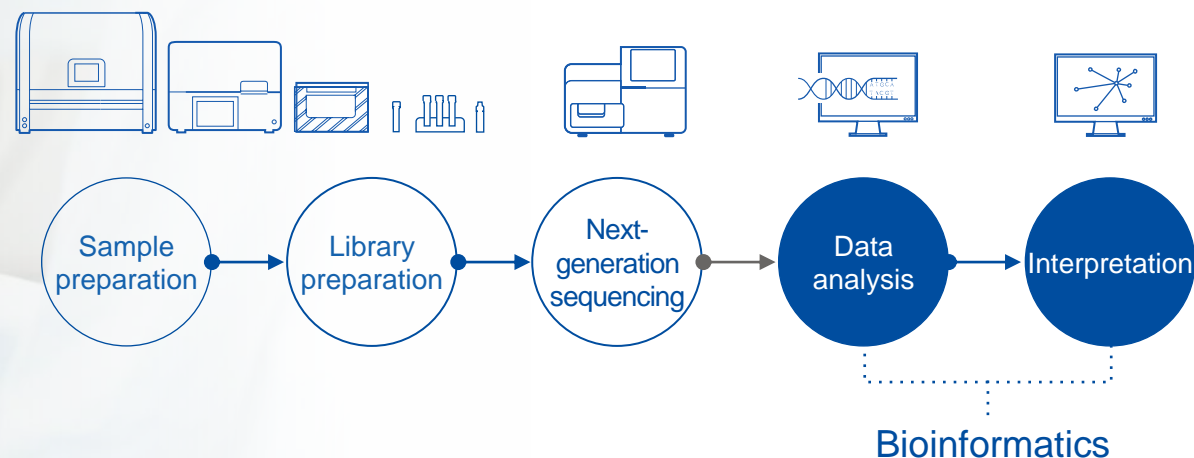 Sample
preparation
Library
preparation
Next-
generation
sequencing
Data
analysis
Interpretation
Bioinformatics